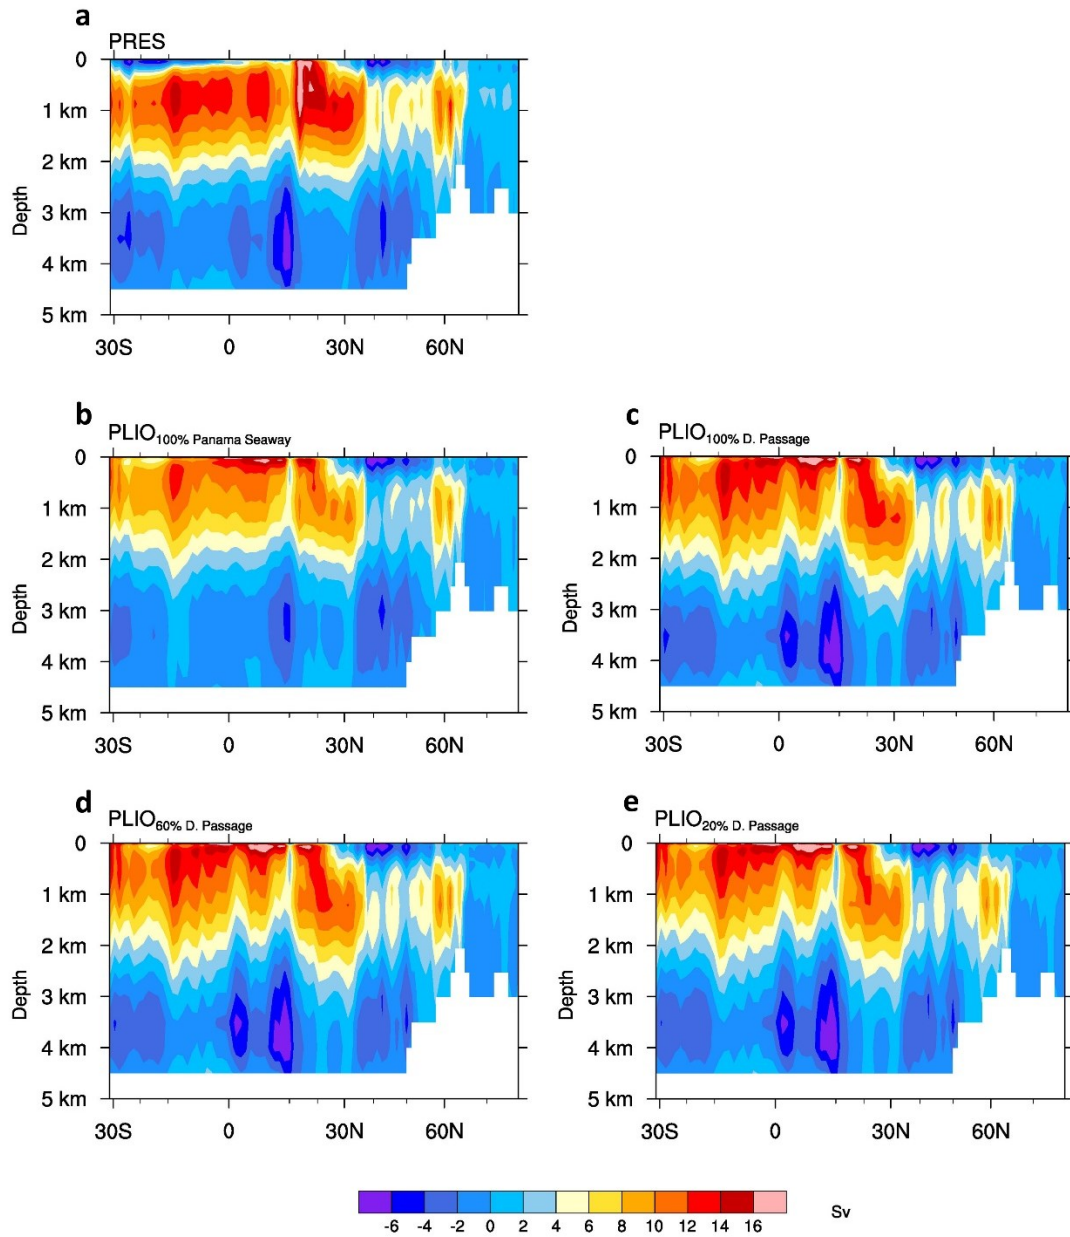 a
PRES
0
1 km
2 km
3 km
4 km
5 km
Depth
30S 0 30N 60N
b
PLIO100% Panama Seaway
0
1 km
2 km
3 km
4 km
5 km
Depth
30S 0 30N 60N
c
PLIO100% D. Passage
0
1 km
2 km
3 km
4 km
5 km
Depth
30S 0 30N 60N
d
PLIO60% D. Passage
0
1 km
2 km
3 km
4 km
5 km
Depth
30S 0 30N 60N
e
PLIO20% D. Passage
0
1 km
2 km
3 km
4 km
5 km
Depth
30S 0 30N 60N
-6 -4 -2 0 2 4 6 8 10 12 14 16
Sv